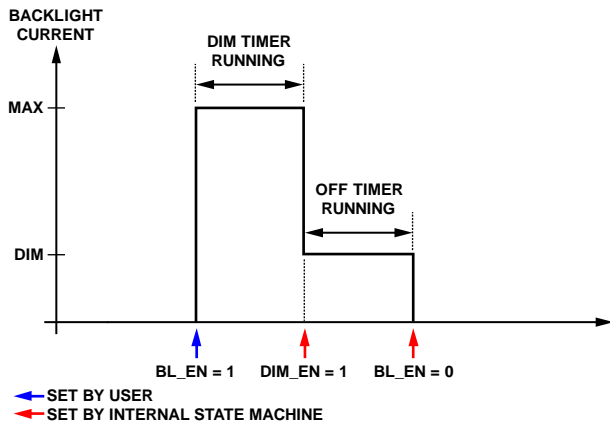 BACKLIGHT
CURRENT
DIM TIMER
RUNNING
MAX
OFF TIMER
RUNNING
DIM
BL_EN = 1
DIM_EN = 1
BL_EN = 0
SET BY USER
SET BY INTERNAL STATE MACHINE